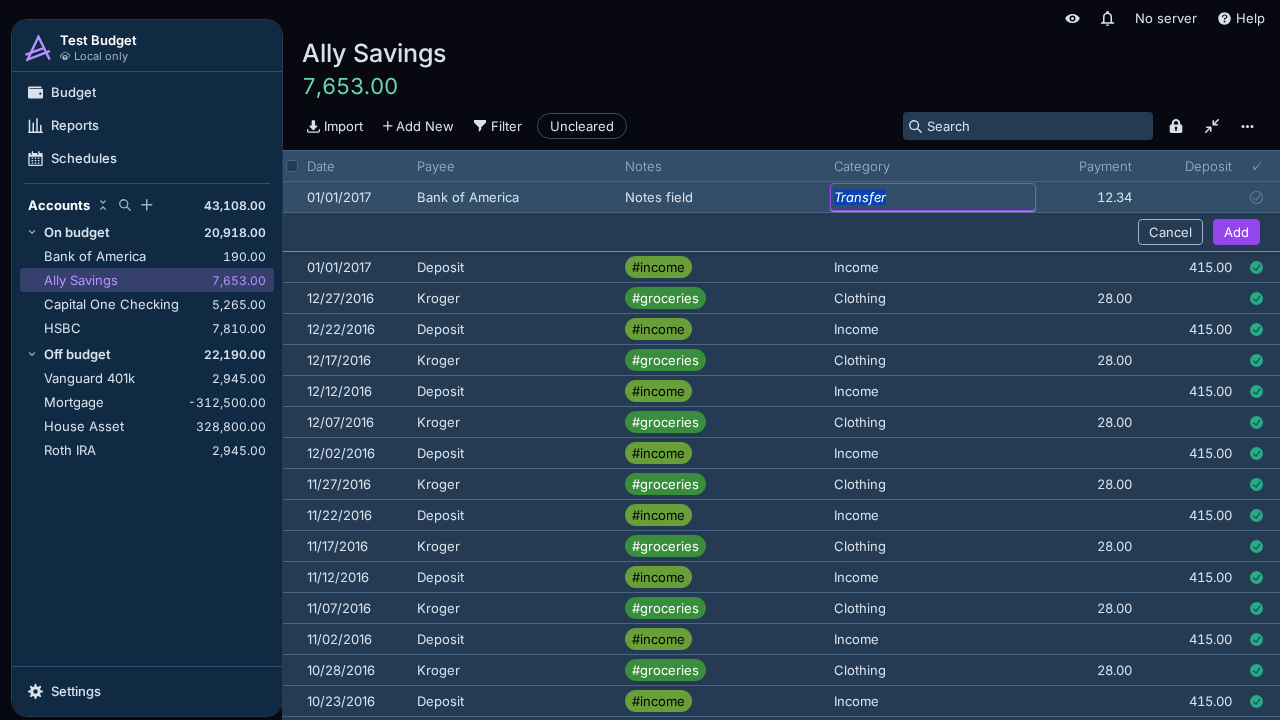 No server
Help
Test Budget
Local only
Budget
Reports
Schedules
Accounts 43,108.00
On budget 20,918.00
Bank of America 190.00
Ally Savings 7,653.00
Capital One Checking 5,265.00
HSBC 7,810.00
Off budget 22,190.00
Vanguard 401k 2,945.00
Mortgage -312,500.00
House Asset 328,800.00
Roth IRA 2,945.00
Settings
Ally Savings
7,653.00
Import Add New Filter Uncleared Search
Date Payee Notes Category Payment Deposit ✓
01/01/2017 Bank of America Notes field Transfer 12.34
Cancel Add
01/01/2017 Deposit #income Income 415.00
12/27/2016 Kroger #groceries Clothing 28.00
12/22/2016 Deposit #income Income 415.00
12/17/2016 Kroger #groceries Clothing 28.00
12/12/2016 Deposit #income Income 415.00
12/07/2016 Kroger #groceries Clothing 28.00
12/02/2016 Deposit #income Income 415.00
11/27/2016 Kroger #groceries Clothing 28.00
11/22/2016 Deposit #income Income 415.00
11/17/2016 Kroger #groceries Clothing 28.00
11/12/2016 Deposit #income Income 415.00
11/07/2016 Kroger #groceries Clothing 28.00
11/02/2016 Deposit #income Income 415.00
10/28/2016 Kroger #groceries Clothing 28.00
10/23/2016 Deposit #income Income 415.00